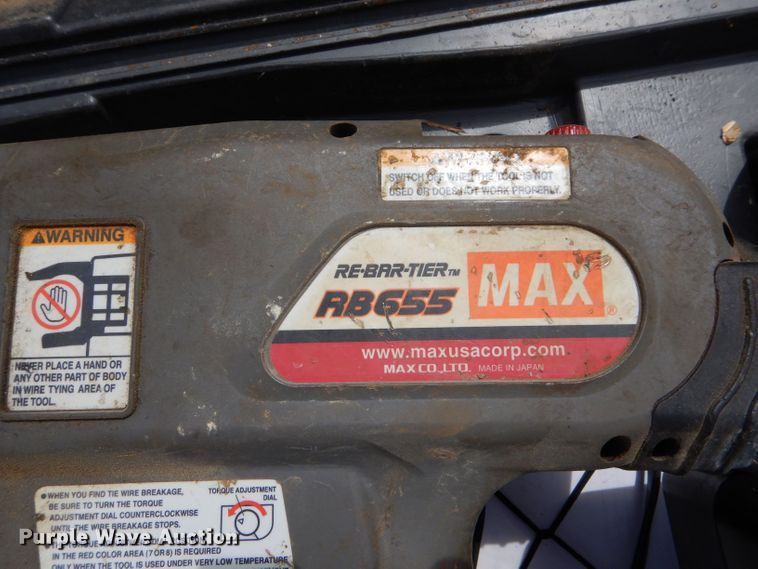 SWITCH OFF WHEN THE TOOL IS NOT
USED OR DOES NOT WORK PROPERLY.
WARNING
NEVER PLACE A HAND OR
ANY OTHER PART OF BODY
IN WIRE TYING AREA OF
THE TOOL.
RE-BAR-TIER™
RB655
MAX®
www.maxusacorp.com
MAX CO., LTD. MADE IN JAPAN
WHEN YOU FIND TIE WIRE BREAKAGE,
BE SURE TO TURN THE TORQUE
ADJUSTMENT DIAL COUNTERCLOCKWISE
UNTIL THE WIRE BREAKAGE STOPS.
TORQUE ADJUSTMENT
DIAL
IN THE RED COLOR AREA (7 OR 8) IS REQUIRED
ONLY WHEN THE TOOL IS USED UNDER VERY LOW TEMPERATURE
Purple Wave Auction